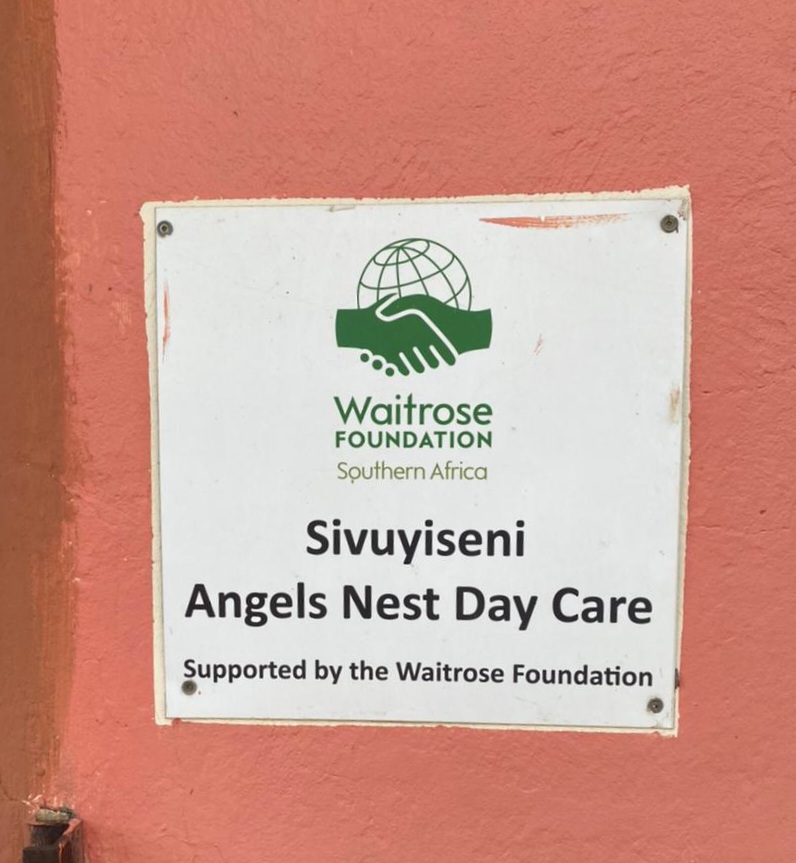 Waitrose
FOUNDATION
Southern Africa
Sivuyiseni
Angels Nest Day Care
Supported by the Waitrose Foundation